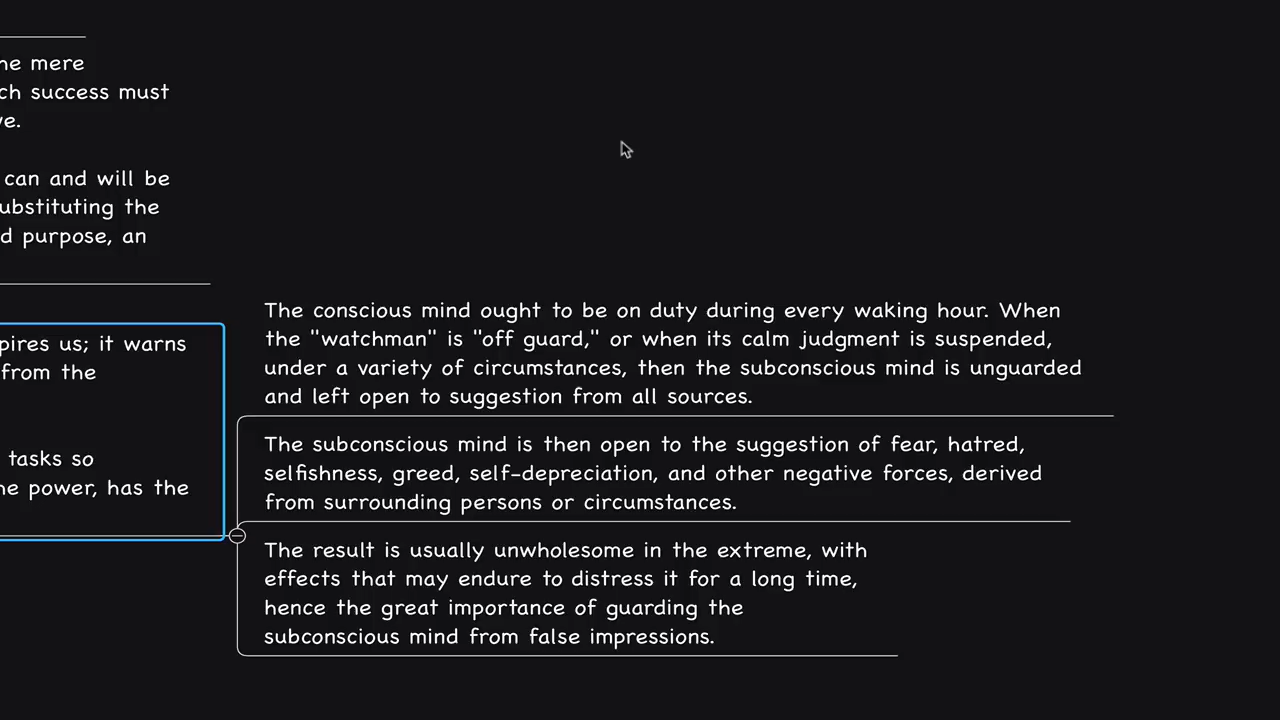 he mere
ch success must
ve.
can and will be
ubstituting the
d purpose, an
pires us; it warns
from the
tasks so
he power, has the
The conscious mind ought to be on duty during every waking hour. When
the "watchman" is "off guard," or when its calm judgment is suspended,
under a variety of circumstances, then the subconscious mind is unguarded
and left open to suggestion from all sources.
The subconscious mind is then open to the suggestion of fear, hatred,
selfishness, greed, self-depreciation, and other negative forces, derived
from surrounding persons or circumstances.
The result is usually unwholesome in the extreme, with
effects that may endure to distress it for a long time,
hence the great importance of guarding the
subconscious mind from false impressions.